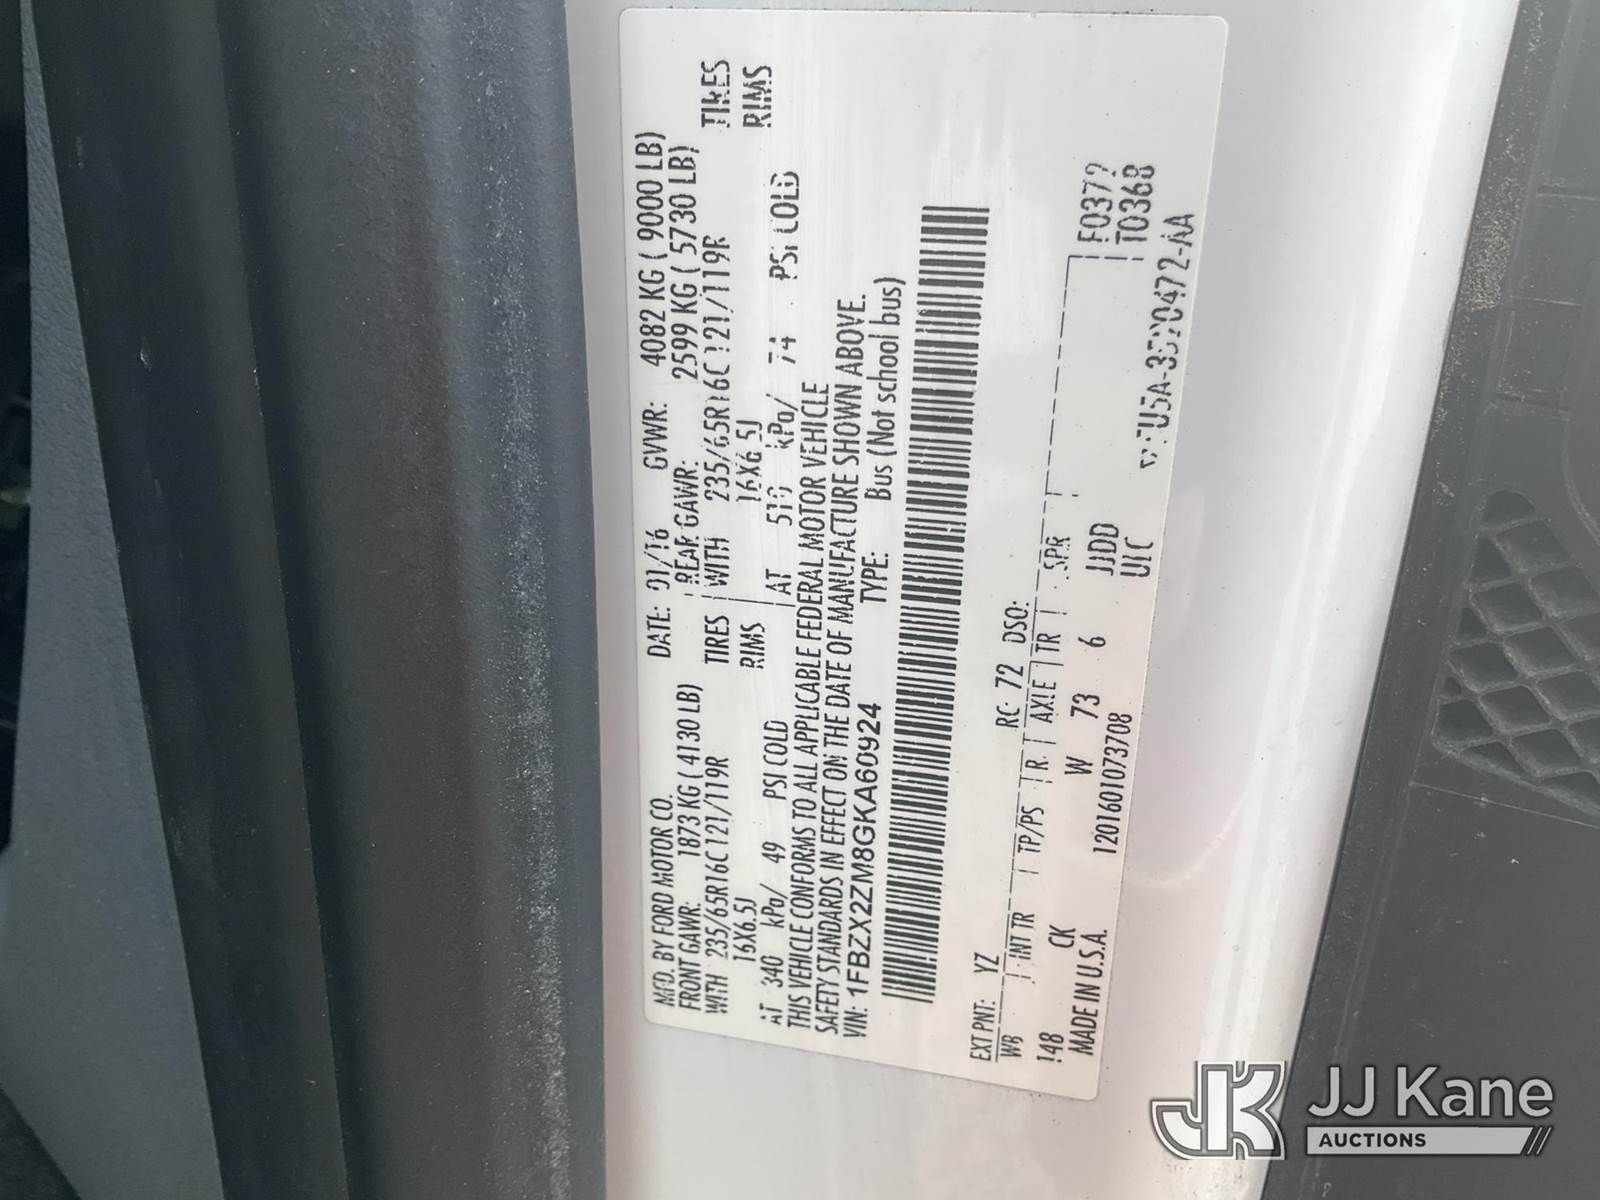 MFD. BY FORD MOTOR CO. DATE: 01/16 GVWR: 4082 KG ( 9000 LB)
FRONT GAWR: 1873 KG ( 4130 LB) REAR GAWR: 2599 KG ( 5730 LB)
WITH 235/65R16C 121/119R TIRES WITH 235/65R16C 121/119R TIRES
16X6.5J RIMS 16X6.5J RIMS
AT 340 kPa/ 49 PSI COLD AT 510 kPa/ 74 PSI COLD
THIS VEHICLE CONFORMS TO ALL APPLICABLE FEDERAL MOTOR VEHICLE
SAFETY STANDARDS IN EFFECT ON THE DATE OF MANUFACTURE SHOWN ABOVE.
VIN: 1FBZX2ZM8GKA60924 TYPE: Bus (Not school bus)
EXT PNT: YZ RC: 72 DSO: F0372
WB INT TR TP/PS R AXLE TR SPR T0368
148 CK W 73 6 JJDD
MADE IN U.S.A. 1201601073708 UTC
JK JJ Kane
AUCTIONS